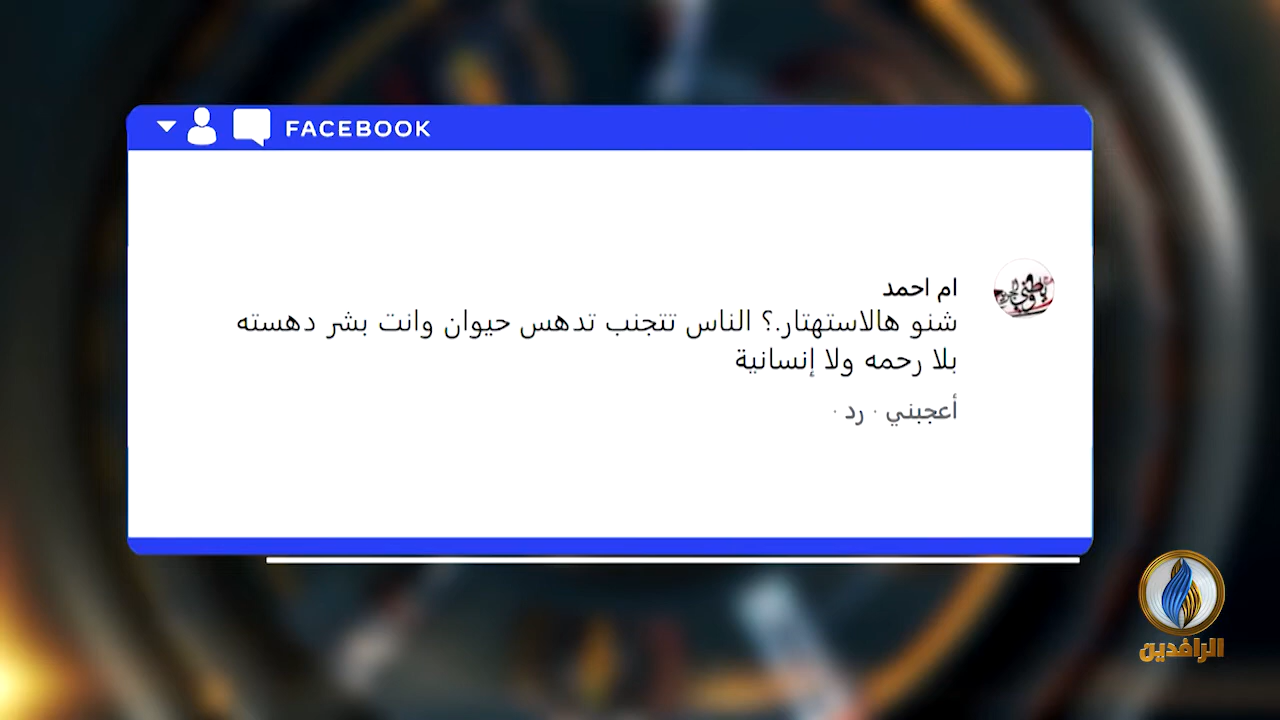 FACEBOOK
ام احمد
شنو هالاستهتار.؟ الناس تتجنب تدهس حيوان وانت بشر دهسته
بلا رحمه ولا إنسانية
أعجبني · رد ·
الرافدين